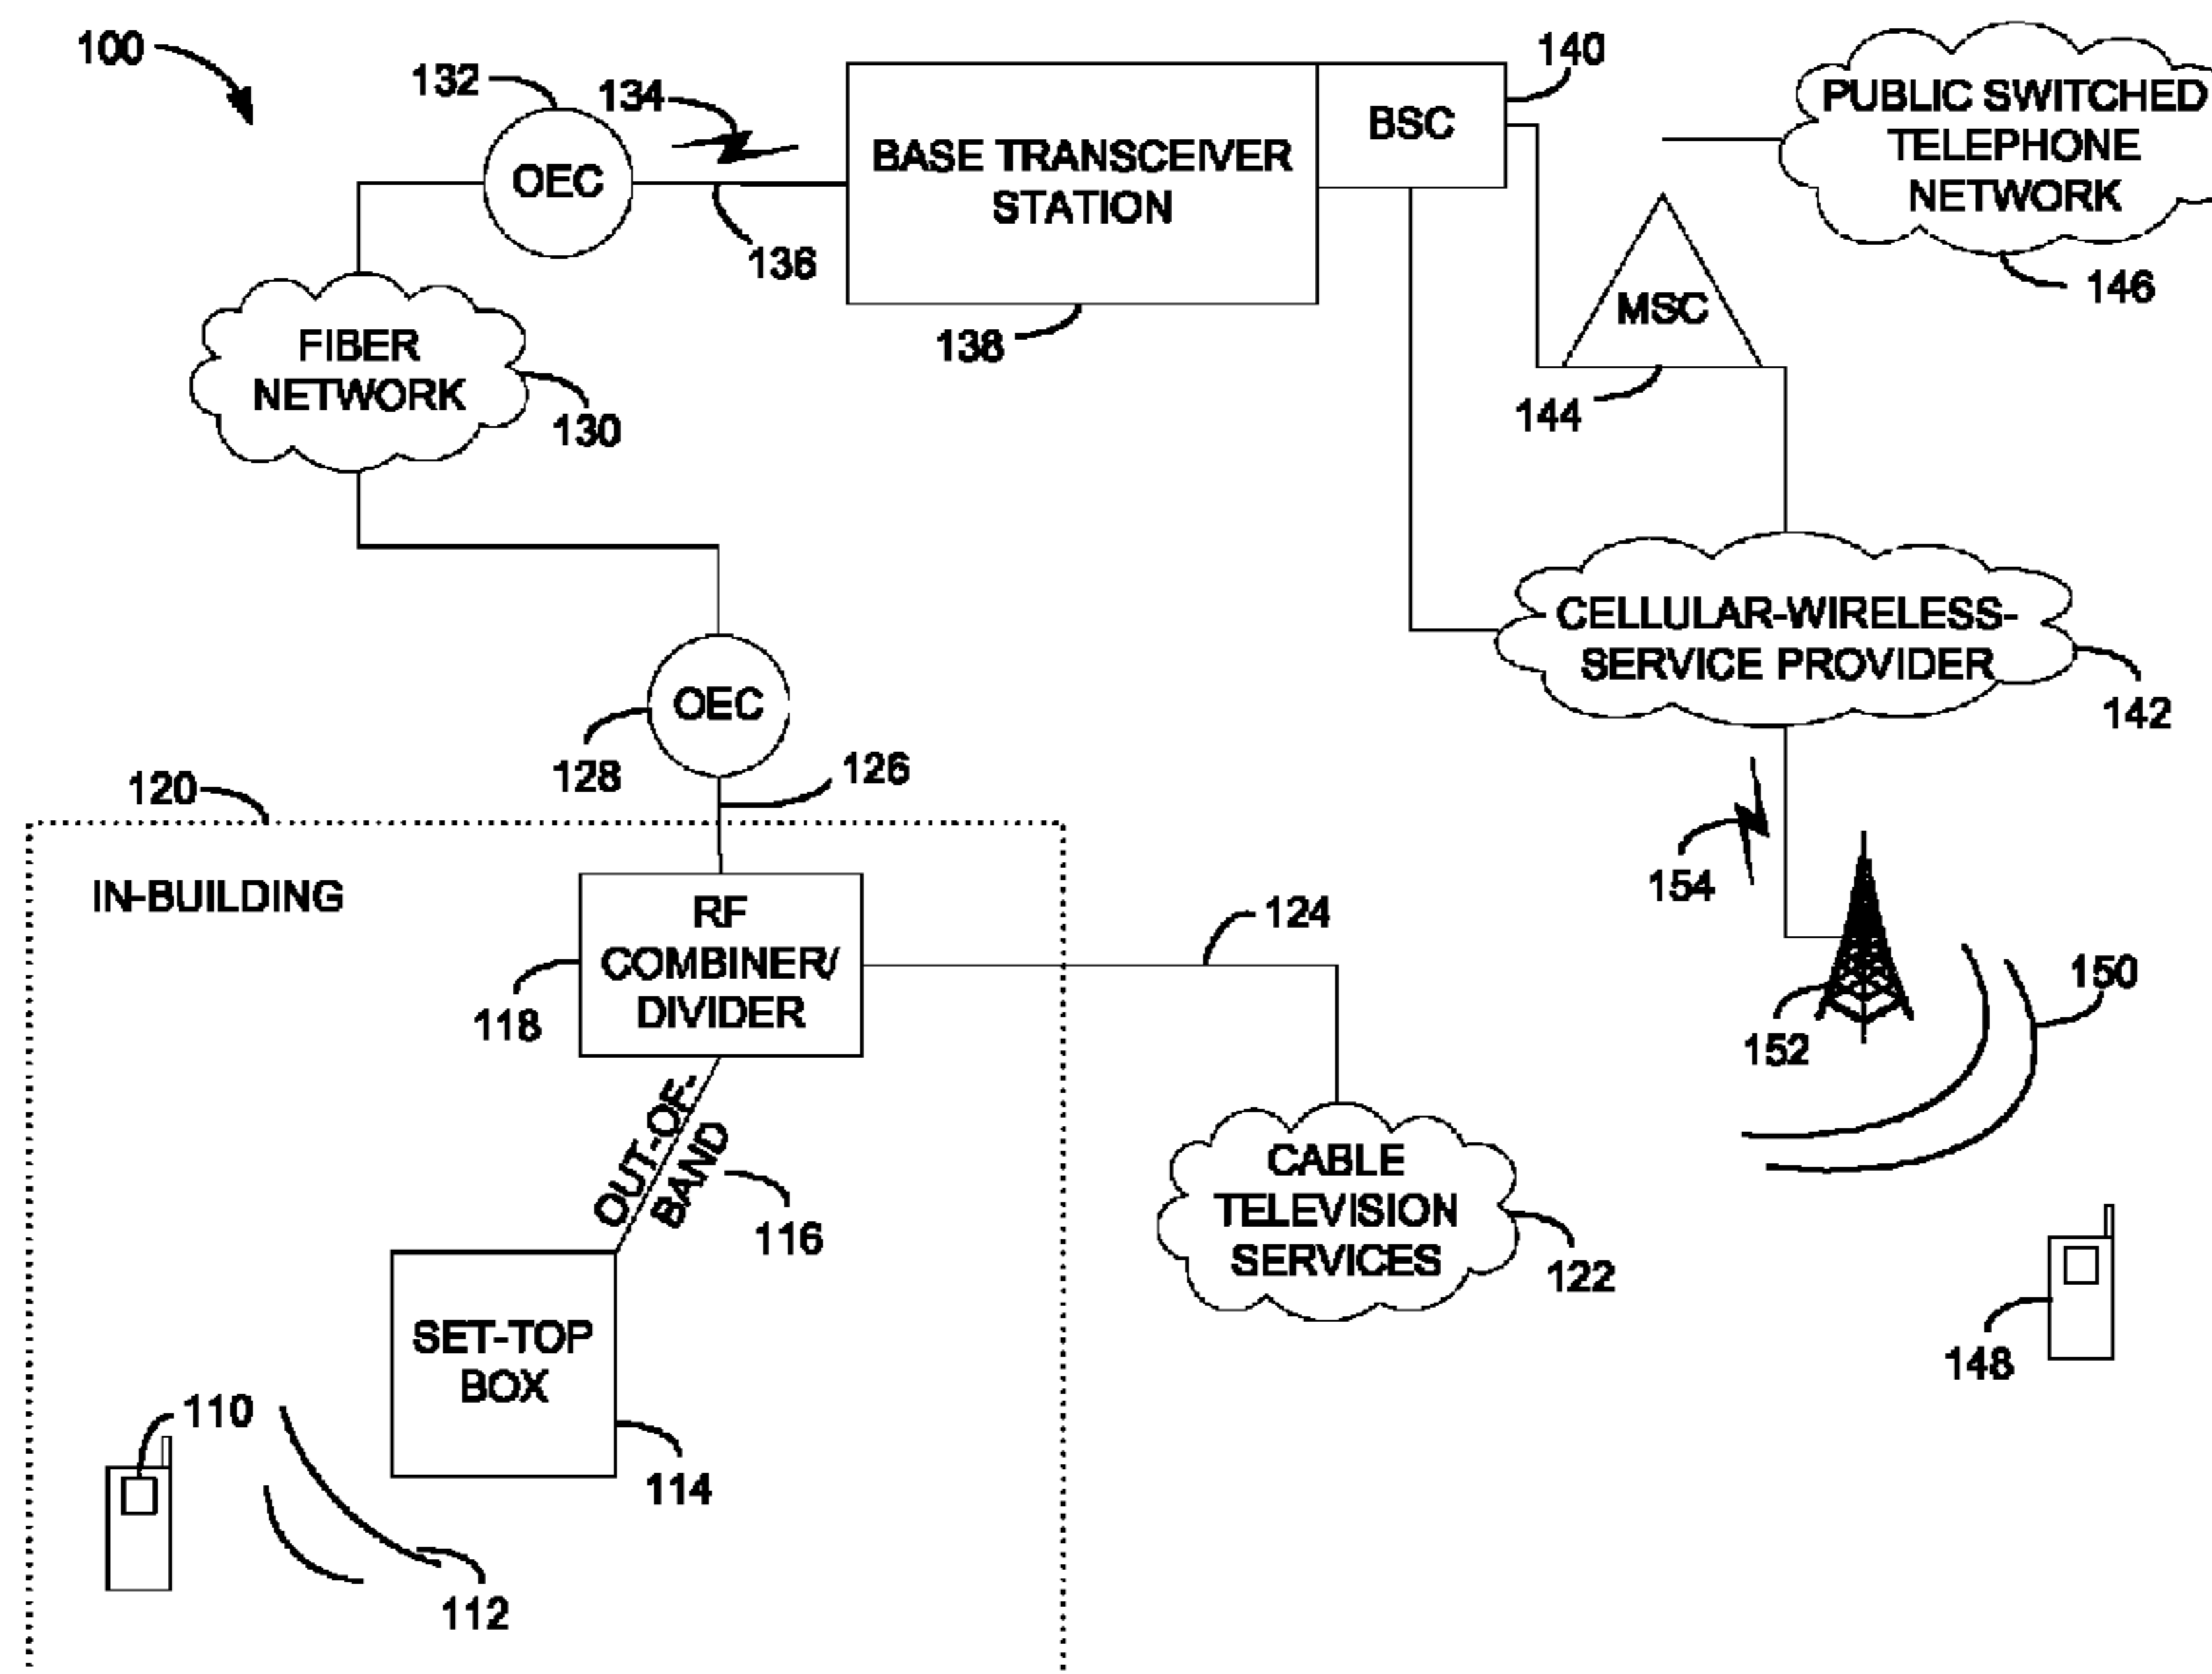 100
132
134
140
OEC
BASE TRANSCEIVER
STATION
BSC
PUBLIC SWITCHED
TELEPHONE
NETWORK
136
138
146
MSC
144
FIBER
NETWORK
130
CELLULAR-WIRELESS-
SERVICE PROVIDER
142
OEC
128
126
120
IN-BUILDING
RF
COMBINER/
DIVIDER
118
124
154
152
150
OUT-OF-
BAND
116
CABLE
TELEVISION
SERVICES
122
148
SET-TOP
BOX
114
110
112